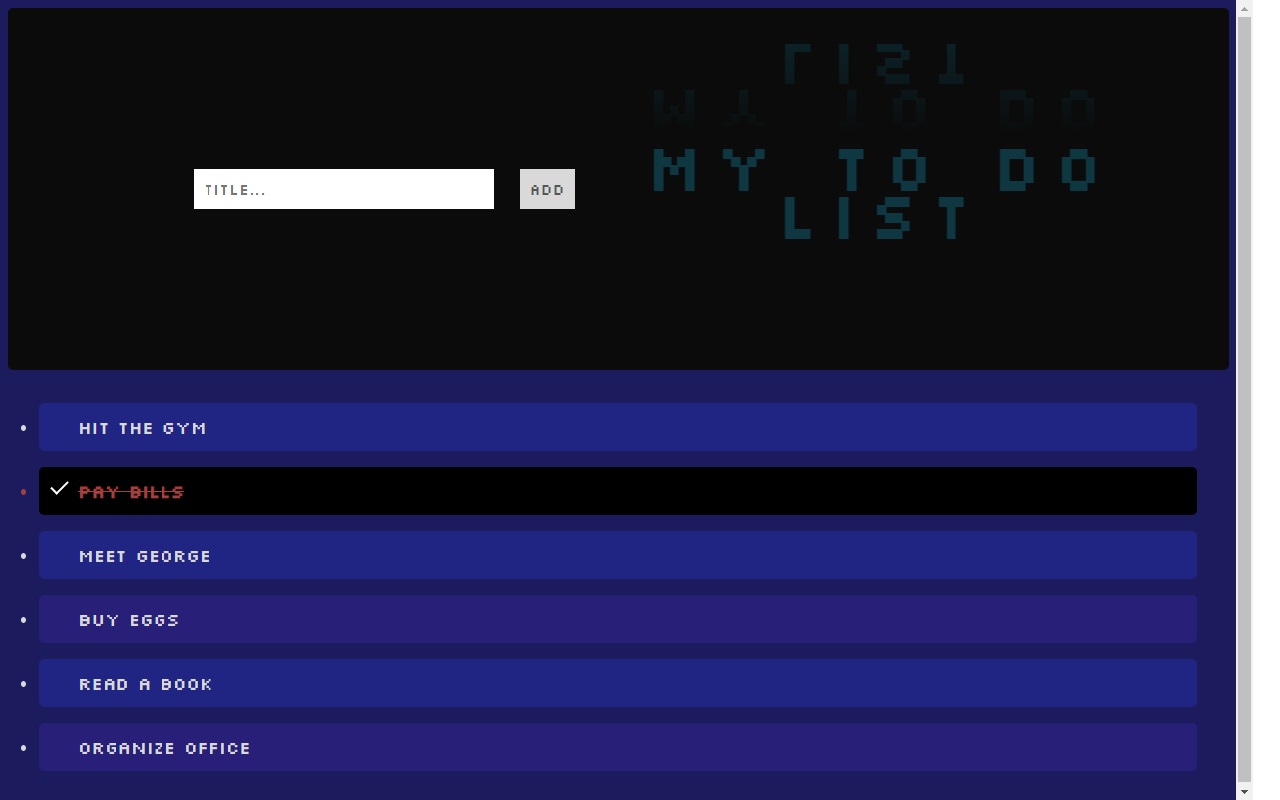 TITLE...
ADD
MY TO DO
LIST
HIT THE GYM
PAY BILLS
MEET GEORGE
BUY EGGS
READ A BOOK
ORGANIZE OFFICE